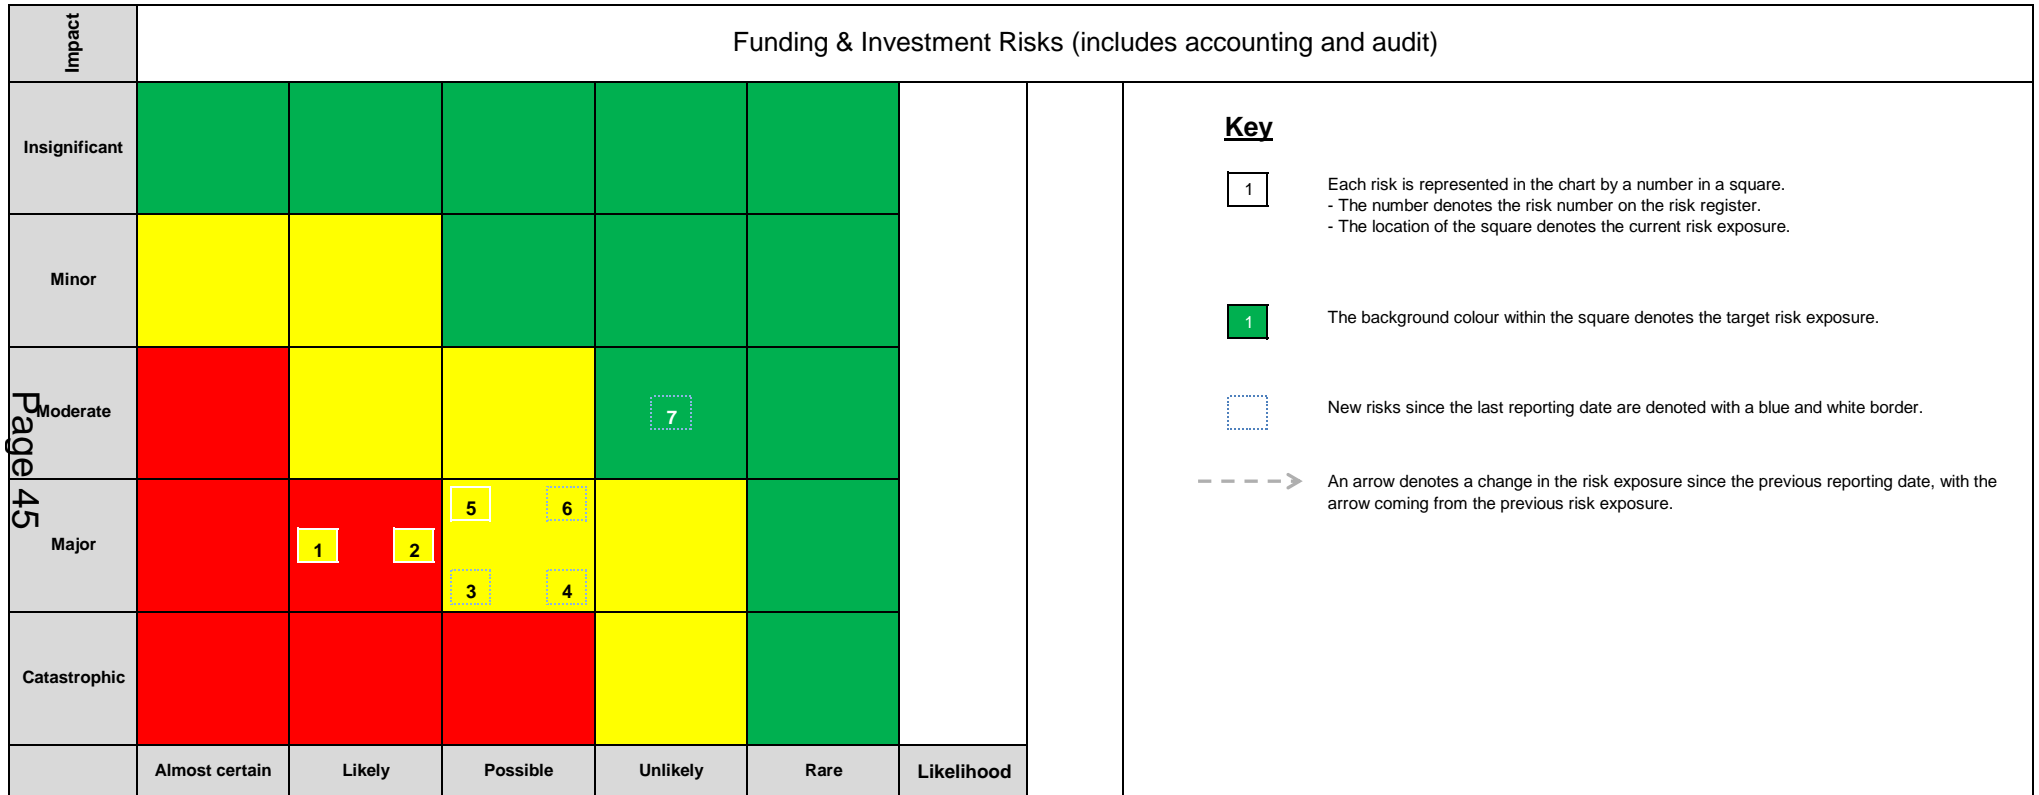 Impact
Funding & Investment Risks (includes accounting and audit)
Insignificant
Minor
Moderate
7
Major
5
6
1
2
3
4
Catastrophic
Almost certain
Likely
Possible
Unlikely
Rare
Likelihood
Key
1
Each risk is represented in the chart by a number in a square.
- The number denotes the risk number on the risk register.
- The location of the square denotes the current risk exposure.
1
The background colour within the square denotes the target risk exposure.
New risks since the last reporting date are denoted with a blue and white border.
An arrow denotes a change in the risk exposure since the previous reporting date, with the
arrow coming from the previous risk exposure.
Page 45